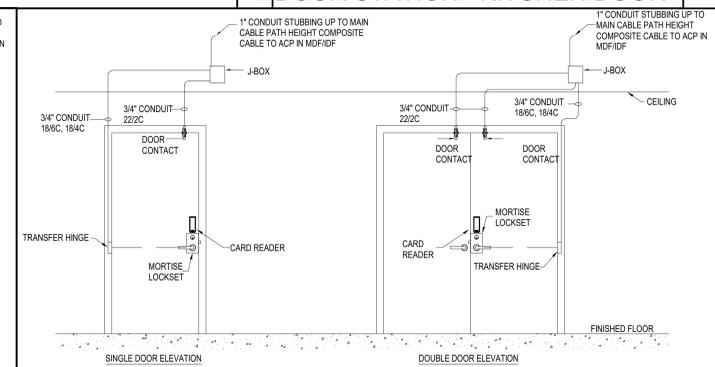 1" CONDUIT STUBBING UP TO MAIN
CABLE PATH HEIGHT COMPOSITE
CABLE TO ACP IN MDF/IDF
J-BOX
3/4" CONDUIT
22/2C
3/4" CONDUIT
18/6C, 18/4C
DOOR
CONTACT
TRANSFER HINGE
CARD READER
MORTISE
LOCKSET
SINGLE DOOR ELEVATION
1" CONDUIT STUBBING UP TO
MAIN CABLE PATH HEIGHT
COMPOSITE CABLE TO ACP IN
MDF/IDF
J-BOX
CEILING
3/4" CONDUIT
22/2C
3/4" CONDUIT
18/6C, 18/4C
DOOR
CONTACT
DOOR
CONTACT
MORTISE
LOCKSET
CARD
READER
TRANSFER HINGE
FINISHED FLOOR
DOUBLE DOOR ELEVATION